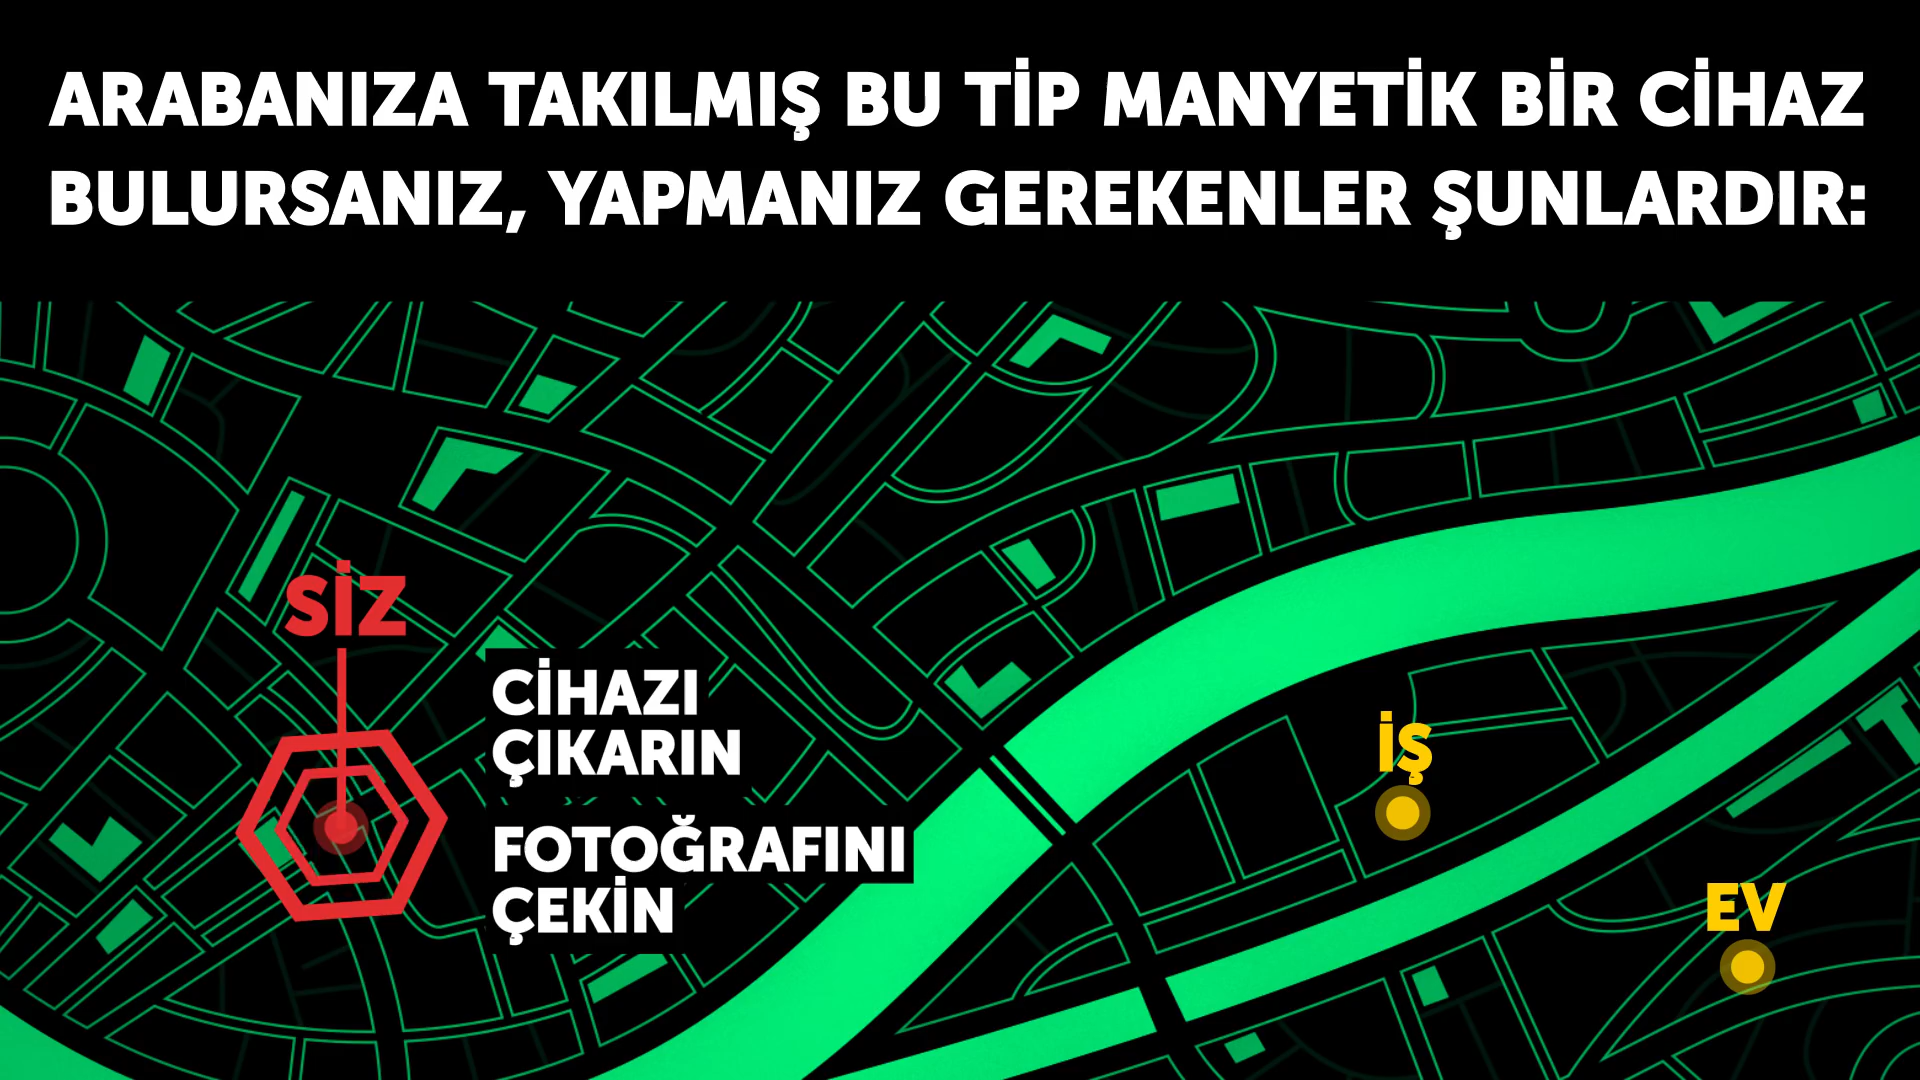 ARABANIZA TAKILMIŞ BU TİP MANYETİK BİR CİHAZ
BULURSANIZ, YAPMANIZ GEREKENLER ŞUNLARDIR:
SİZ
CİHAZI
ÇIKARIN
FOTOĞRAFINI
ÇEKİN
İŞ
EV